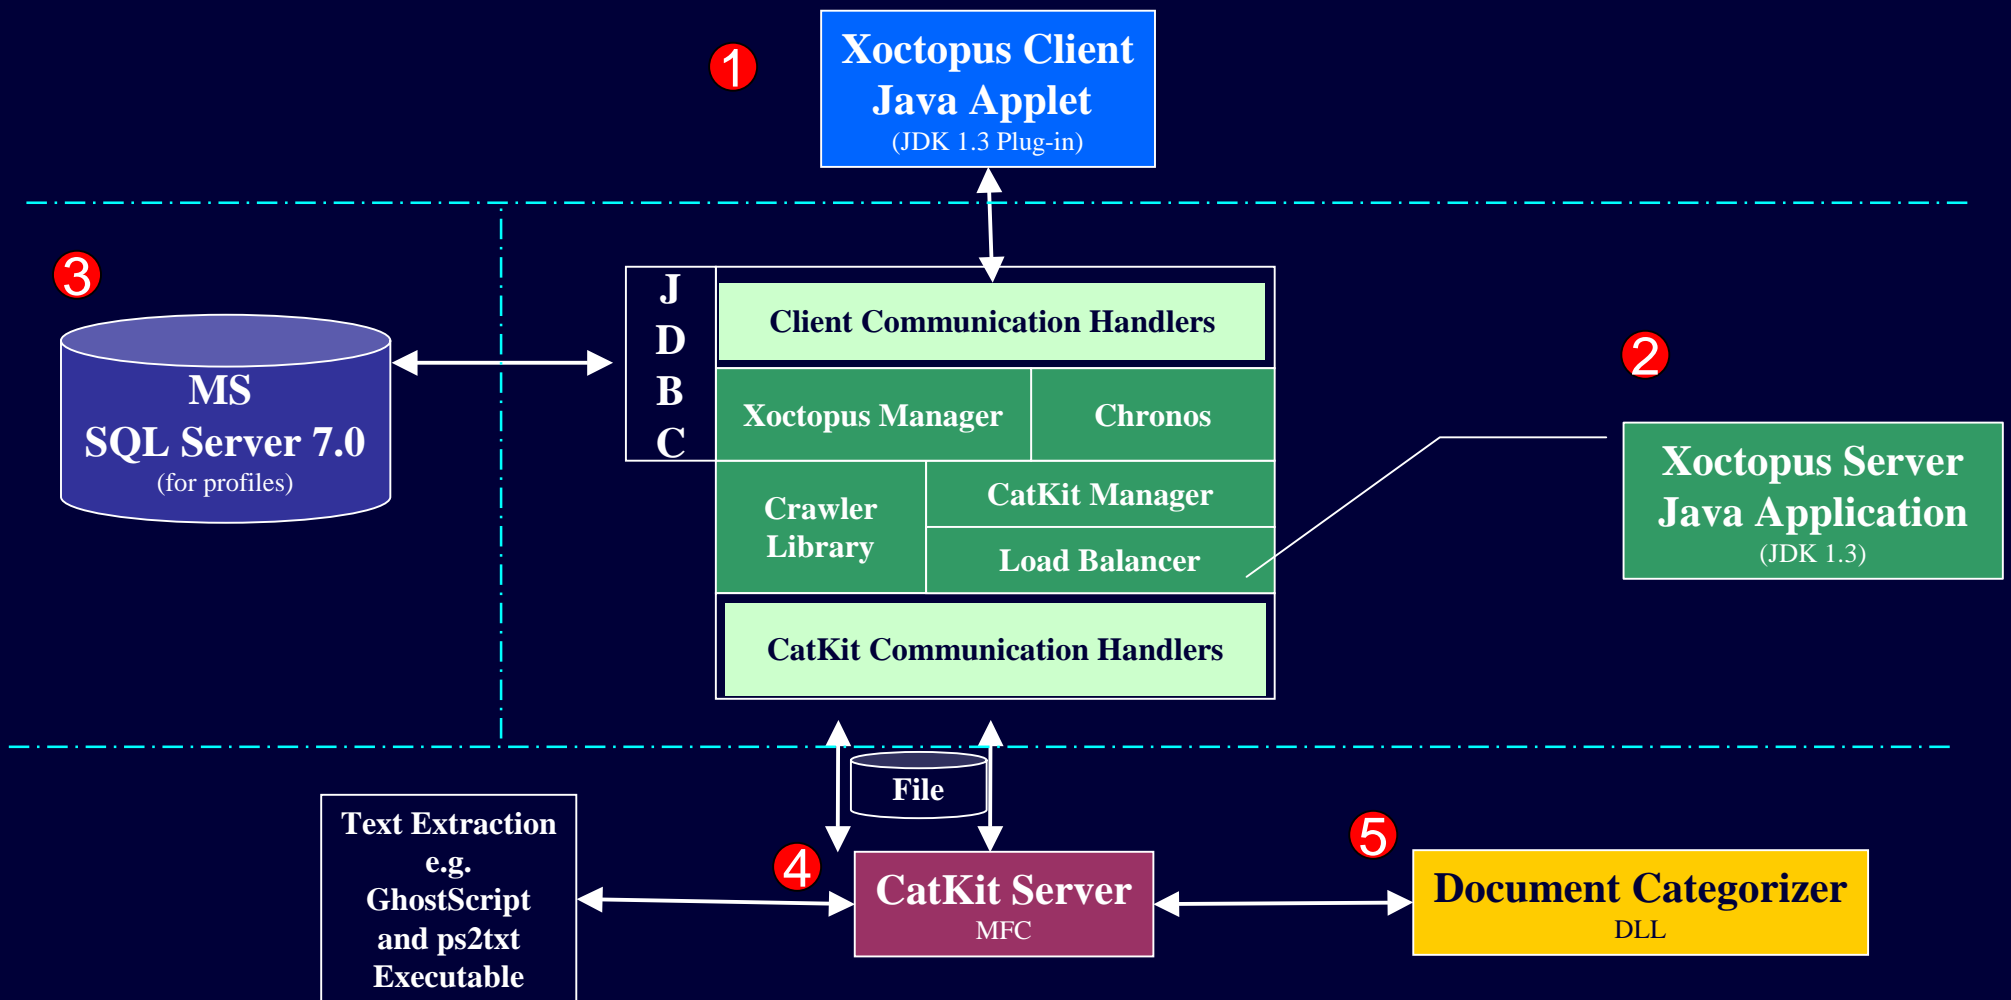 1
Xoctopus Client
Java Applet
(JDK 1.3 Plug-in)
3
MS
SQL Server 7.0
(for profiles)
J
D
B
C
Client Communication Handlers
Xoctopus Manager
Chronos
Crawler
Library
CatKit Manager
Load Balancer
CatKit Communication Handlers
2
Xoctopus Server
Java Application
(JDK 1.3)
File
Text Extraction
e.g.
GhostScript
and ps2txt
Executable
4
CatKit Server
MFC
5
Document Categorizer
DLL